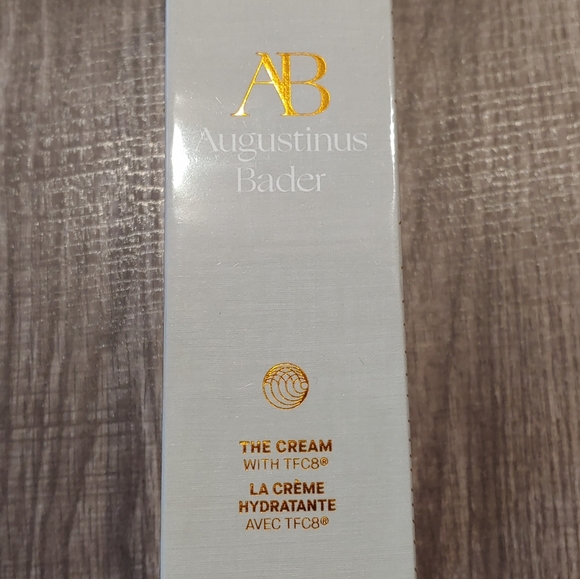 AB
Augustinus
Bader
THE CREAM
WITH TFC8®
LA CRÈME
HYDRATANTE
AVEC TFC8®